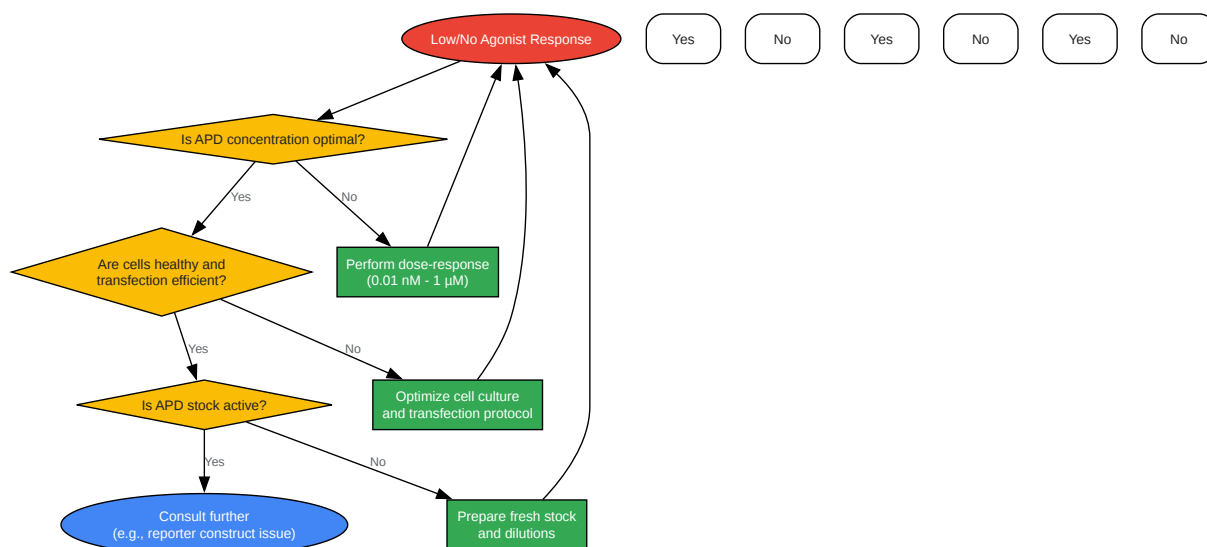 Low/No Agonist Response
Yes
No
Yes
No
Yes
No
Is APD concentration optimal?
Yes
No
Are cells healthy and
transfection efficient?
Perform dose-response
(0.01 nM - 1 µM)
Yes
No
Is APD stock active?
Optimize cell culture
and transfection protocol
Yes
No
Consult further
(e.g., reporter construct issue)
Prepare fresh stock
and dilutions